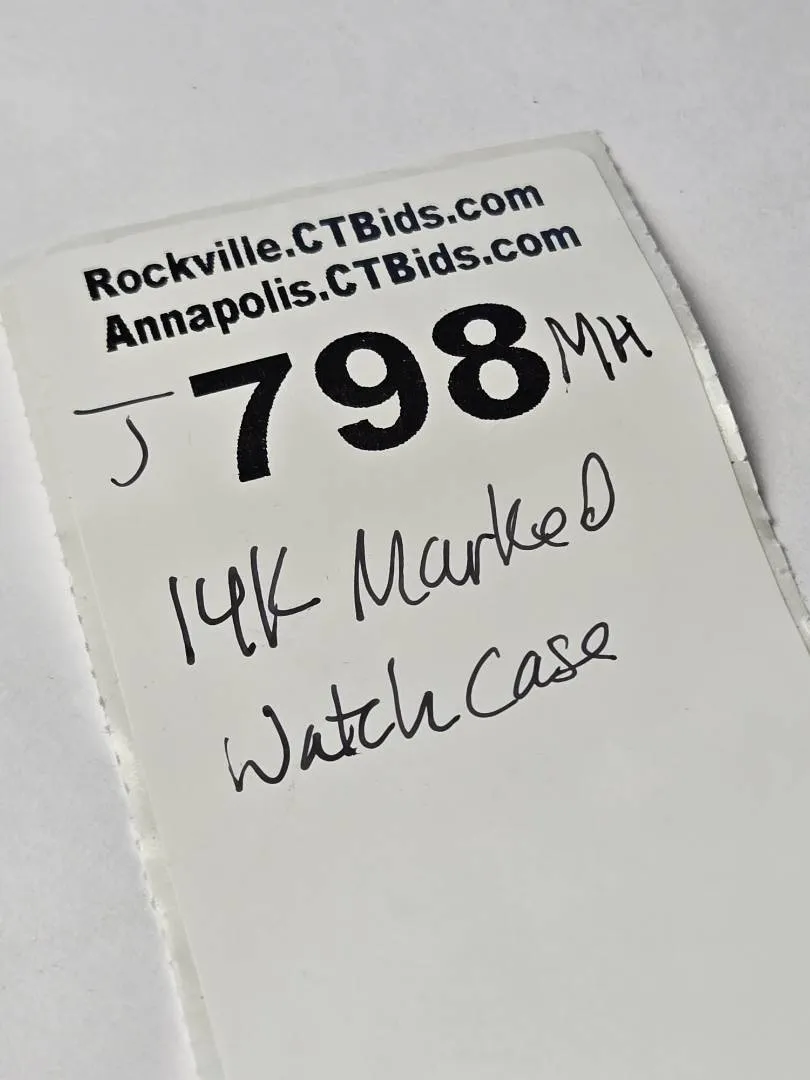 Rockville.CTBids.com
Annapolis.CTBids.com
J 798 MH
14K Marked
Watch Case